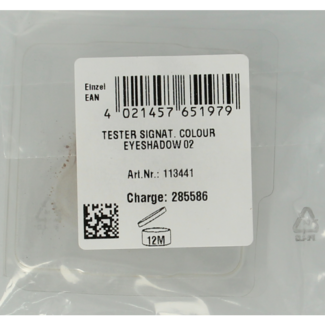 Einzel
EAN
4 021457 651979
TESTER SIGNAT. COLOUR
EYESHADOW 02
Art.Nr.: 113441
Charge: 285586
12M